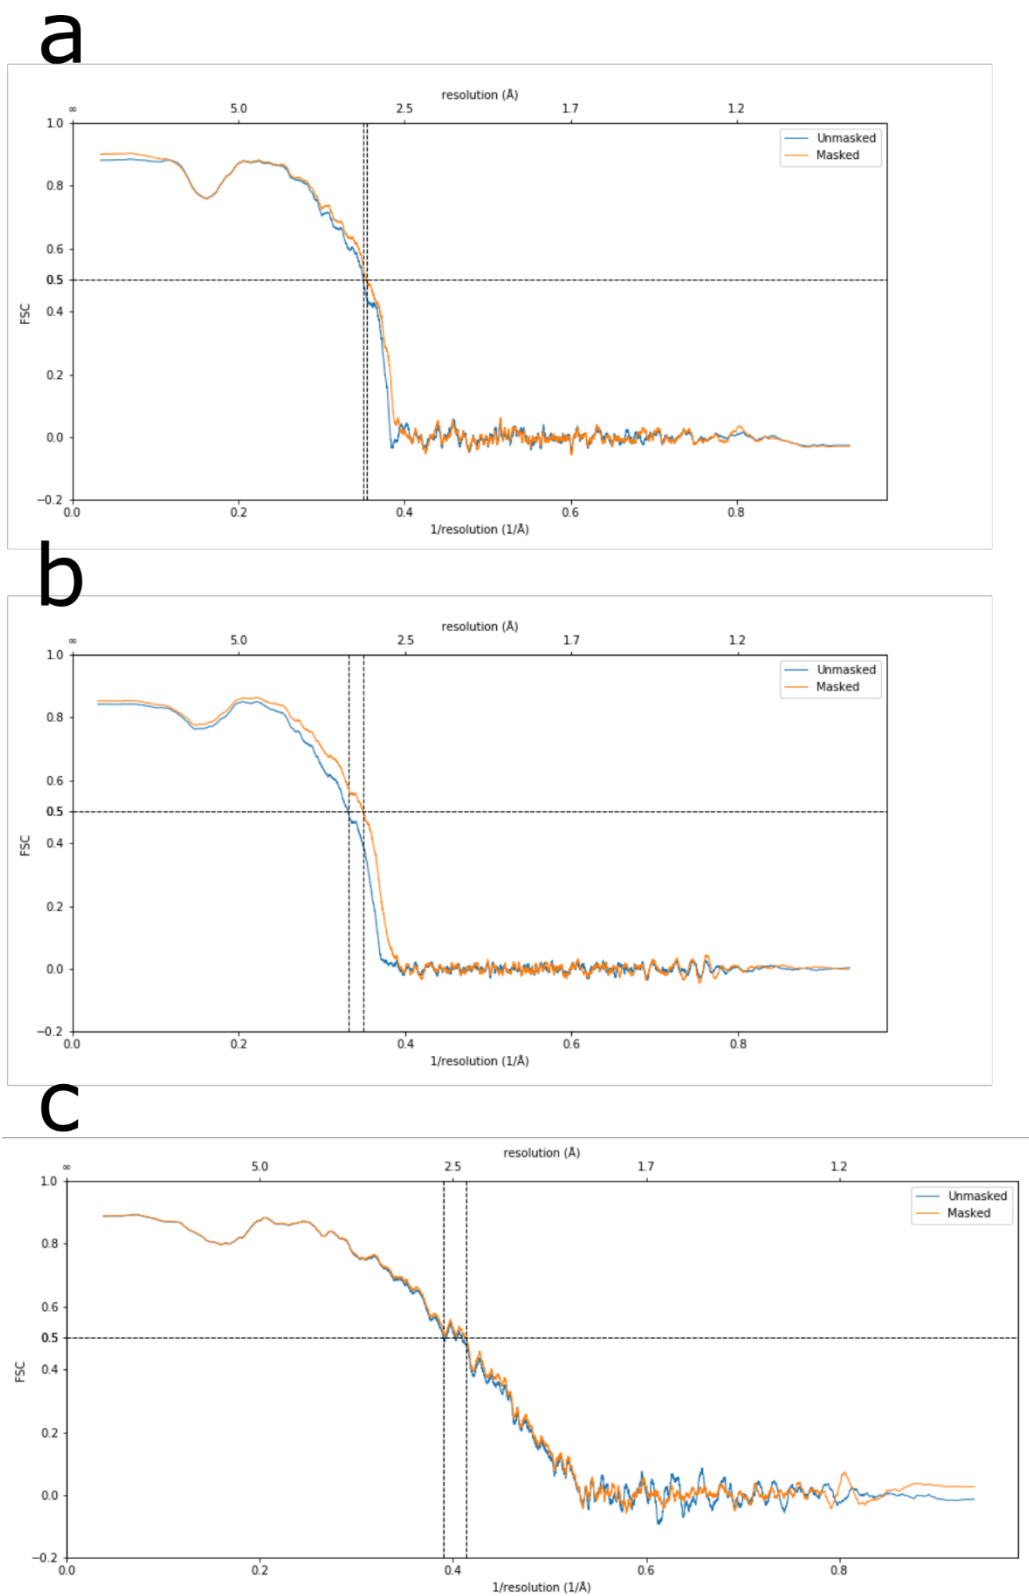 a
resolution (Å)
∞ 5.0 2.5 1.7 1.2
1.0
Unmasked
Masked
0.8
0.6
0.5
0.4
FSC
0.2
0.0
−0.2
0.0 0.2 0.4 0.6 0.8
1/resolution (1/Å)
b
resolution (Å)
∞ 5.0 2.5 1.7 1.2
1.0
Unmasked
Masked
0.8
0.6
0.5
0.4
FSC
0.2
0.0
−0.2
0.0 0.2 0.4 0.6 0.8
1/resolution (1/Å)
c
resolution (Å)
∞ 5.0 2.5 1.7 1.2
1.0
Unmasked
Masked
0.8
0.6
0.5
0.4
FSC
0.2
0.0
−0.2
0.0 0.2 0.4 0.6 0.8
1/resolution (1/Å)